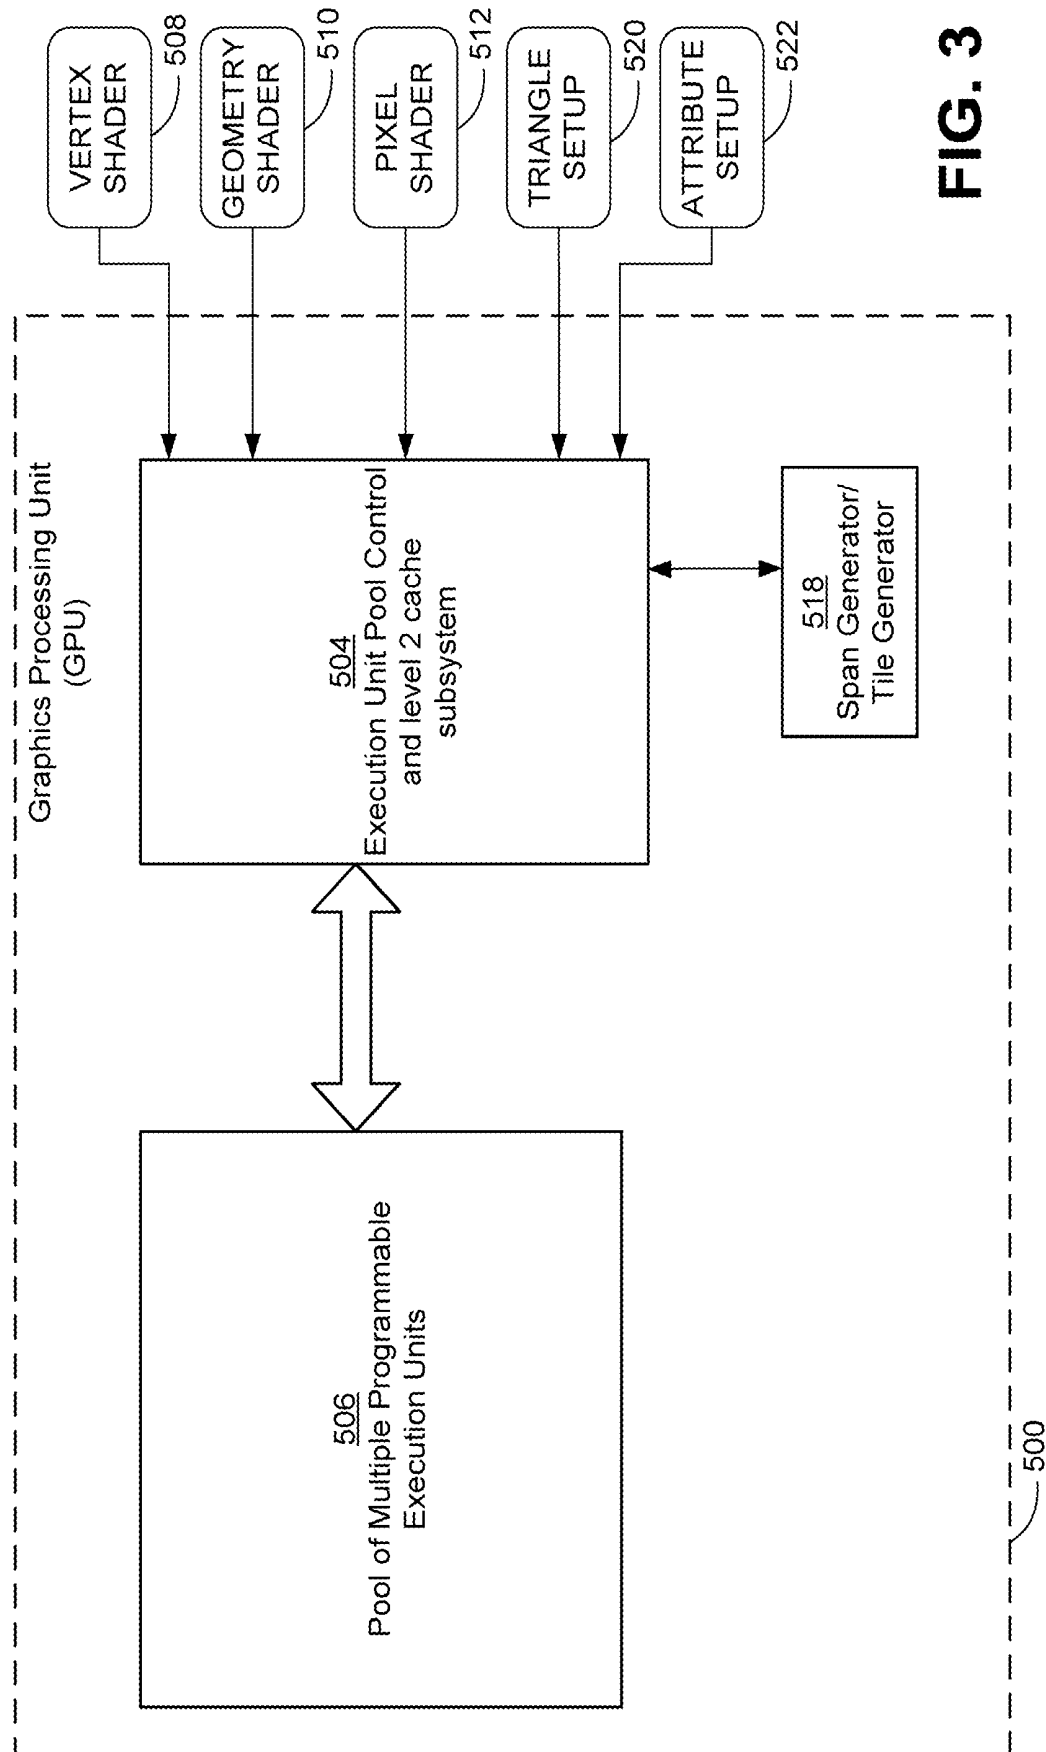 VERTEX
SHADER
508
GEOMETRY
SHADER
510
PIXEL
SHADER
512
TRIANGLE
SETUP
520
ATTRIBUTE
SETUP
522
FIG. 3
Graphics Processing Unit
(GPU)
504
Execution Unit Pool Control
and level 2 cache
subsystem
518
Span Generator/
Tile Generator
506
Pool of Multiple Programmable
Execution Units
500